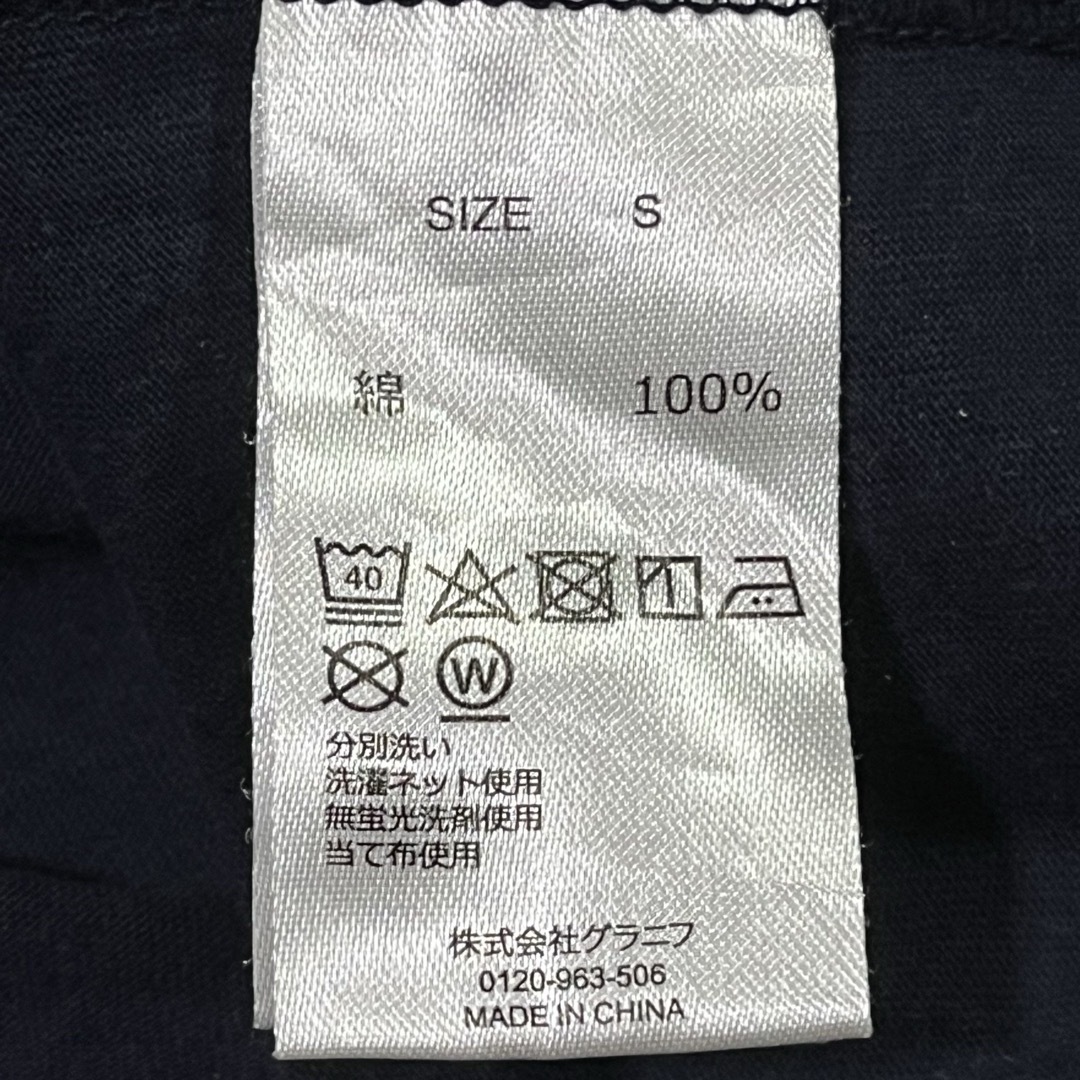 SIZE S
綿 100%
40
W
分別洗い
洗濯ネット使用
無蛍光洗剤使用
当て布使用
株式会社グラニフ
0120-963-506
MADE IN CHINA